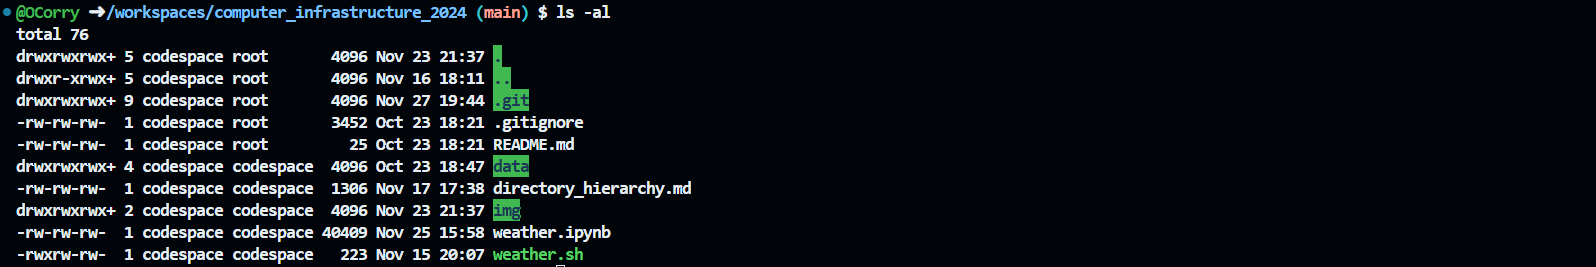 @OCorry ➜/workspaces/computer_infrastructure_2024 (main) $ ls -al
total 76
drwxrwxrwx+ 5 codespace root       4096 Nov 23 21:37 .
drwxr-xrwx+ 5 codespace root       4096 Nov 16 18:11 ..
drwxrwxrwx+ 9 codespace root       4096 Nov 27 19:44 .git
-rw-rw-rw-  1 codespace root       3452 Oct 23 18:21 .gitignore
-rw-rw-rw-  1 codespace root         25 Oct 23 18:21 README.md
drwxrwxrwx+ 4 codespace codespace  4096 Oct 23 18:47 data
-rw-rw-rw-  1 codespace codespace  1306 Nov 17 17:38 directory_hierarchy.md
drwxrwxrwx+ 2 codespace codespace  4096 Nov 23 21:37 img
-rw-rw-rw-  1 codespace codespace 40409 Nov 25 15:58 weather.ipynb
-rwxrw-rw-  1 codespace codespace   223 Nov 15 20:07 weather.sh